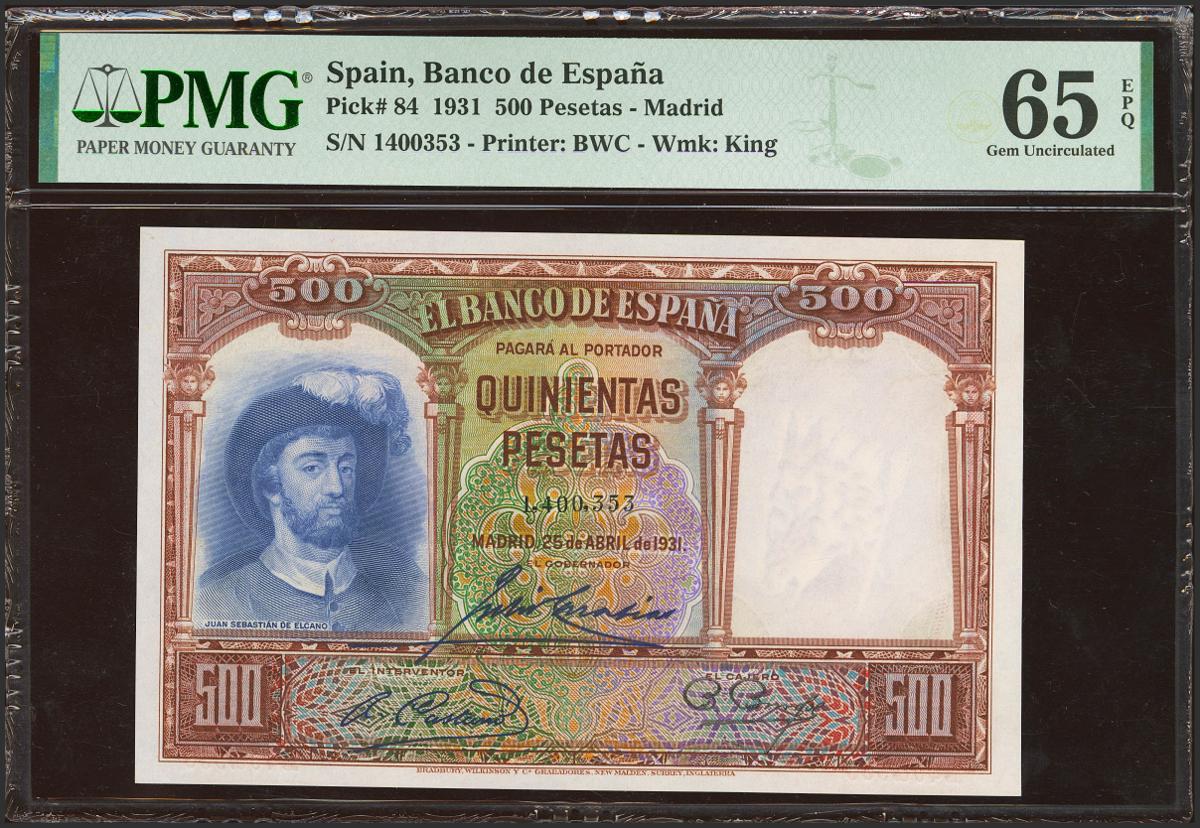 PMG®
PAPER MONEY GUARANTY
Spain, Banco de España
Pick# 84 1931 500 Pesetas - Madrid
S/N 1400353 - Printer: BWC - Wmk: King
65
EPQ
Gem Uncirculated
500
500
EL BANCO DE ESPAÑA
PAGARÁ AL PORTADOR
QUINIENTAS
PESETAS
1,400,353
MADRID, 25 de ABRIL de 1931.
EL GOBERNADOR
JUAN SEBASTIÁN DE ELCANO
EL INTERVENTOR
EL CAJERO
500
500
BRADBURY, WILKINSON Y Cª GRABADORES, NEW MALDEN, SURREY, INGLATERRA